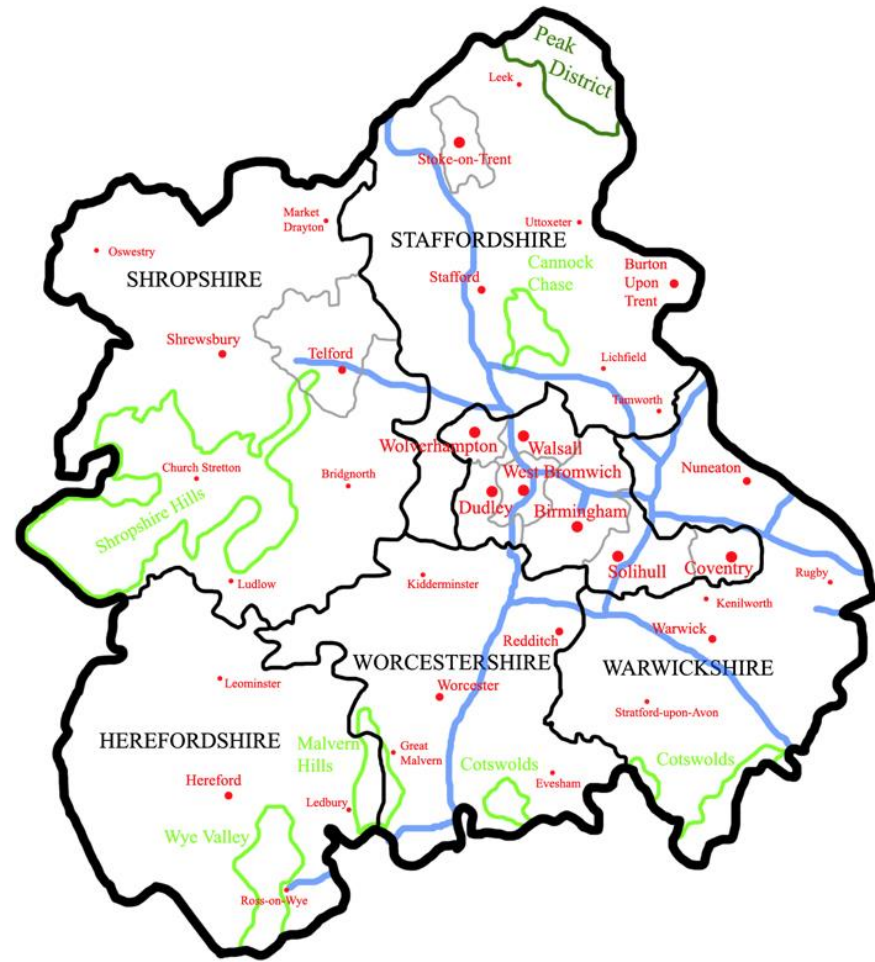 Peak
District
Leek
Stoke-on-Trent
Market
Drayton
Uttoxeter
STAFFORDSHIRE
Oswestry
SHROPSHIRE
Stafford
Cannock
Chase
Burton
Upon
Trent
Shrewsbury
Telford
Lichfield
Tamworth
Wolverhampton
Walsall
Church Stretton
Bridgnorth
West Bromwich
Nuneaton
Shropshire Hills
Dudley
Birmingham
Solihull
Coventry
Ludlow
Kidderminster
Rugby
Kenilworth
Redditch
Warwick
WORCESTERSHIRE
WARWICKSHIRE
Leominster
Worcester
Stratford-upon-Avon
HEREFORDSHIRE
Malvern
Hills
Great
Malvern
Cotswolds
Cotswolds
Hereford
Evesham
Ledbury
Wye Valley
Ross-on-Wye